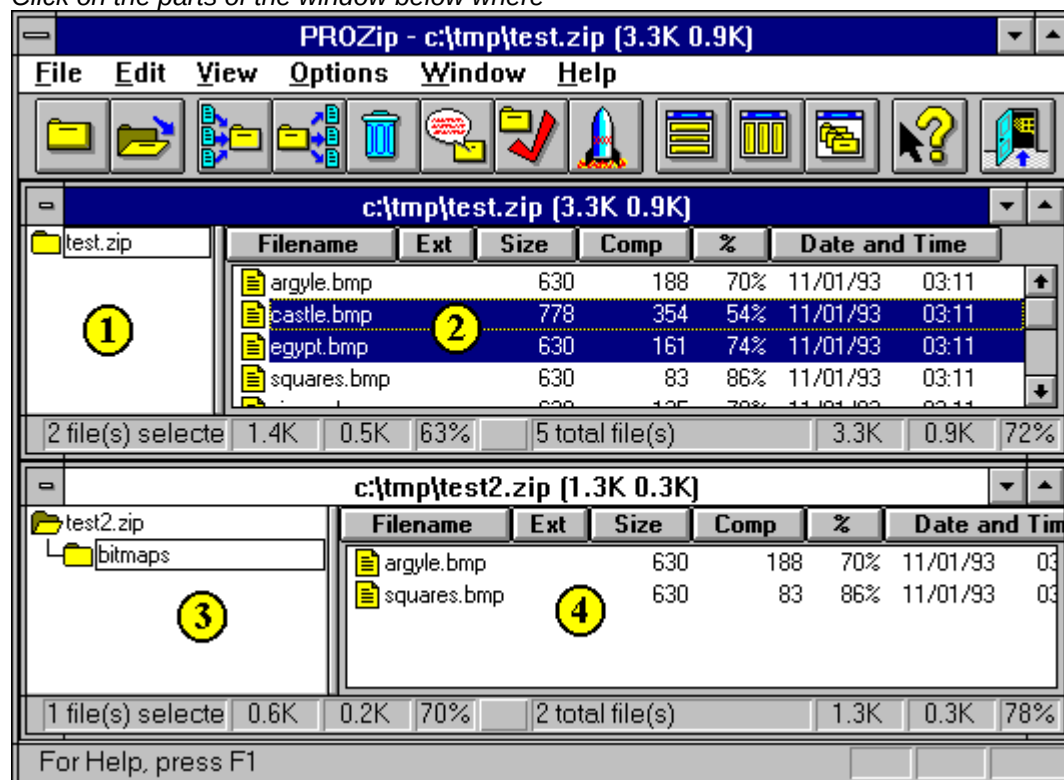 Click on the parts of the window below where
PROZip - c:\tmp\test.zip (3.3K 0.9K)
File Edit View Options Window Help
c:\tmp\test.zip (3.3K 0.9K)
test.zip Filename Ext Size Comp % Date and Time
argyle.bmp 630 188 70% 11/01/93 03:11
1 castle.bmp 2 778 354 54% 11/01/93 03:11
egypt.bmp 630 161 74% 11/01/93 03:11
squares.bmp 630 83 86% 11/01/93 03:11
2 file(s) selecte 1.4K 0.5K 63% 5 total file(s) 3.3K 0.9K 72%
c:\tmp\test2.zip (1.3K 0.3K)
test2.zip Filename Ext Size Comp % Date and Tim
bitmaps argyle.bmp 630 188 70% 11/01/93 03
3 squares.bmp 4 630 83 86% 11/01/93 03
1 file(s) selecte 0.6K 0.2K 70% 2 total file(s) 1.3K 0.3K 78%
For Help, press F1